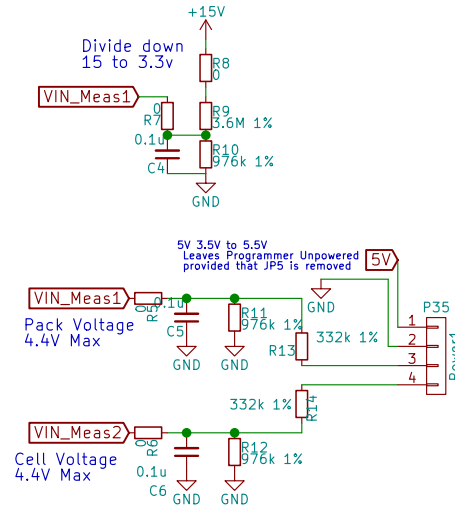 +15V
Divide down
15 to 3.3v
R8
0
VIN_Meas1
0
R7
R9
3.6M 1%
0.1u
C4
R10
976k 1%
GND
5V 3.5V to 5.5V
Leaves Programmer Unpowered
provided that JP5 is removed
5V
GND
P35
VIN_Meas1
0
R5
0.1u
C5
R11
976k 1%
R13
332k 1%
1
2
3
4
Power1
Pack Voltage
4.4V Max
GND
GND
332k 1%
R14
VIN_Meas2
0
R6
R12
976k 1%
Cell Voltage
4.4V Max
0.1u
C6
GND
GND